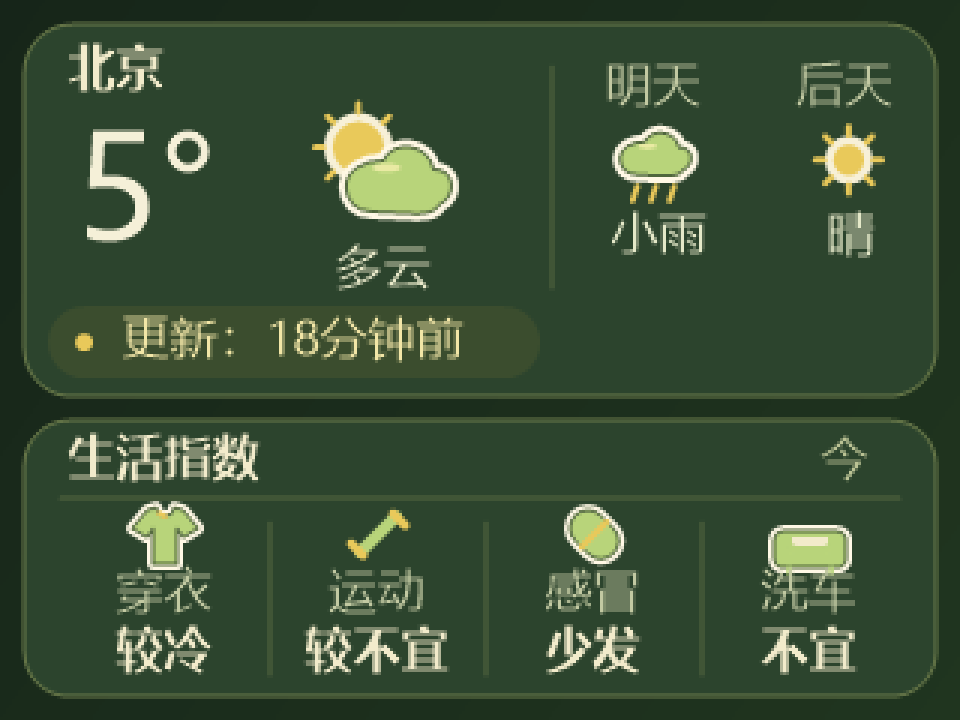 北京
5°
多云
明天
小雨
后天
晴
更新：18分钟前
生活指数
今
穿衣
较冷
运动
较不宜
感冒
少发
洗车
不宜